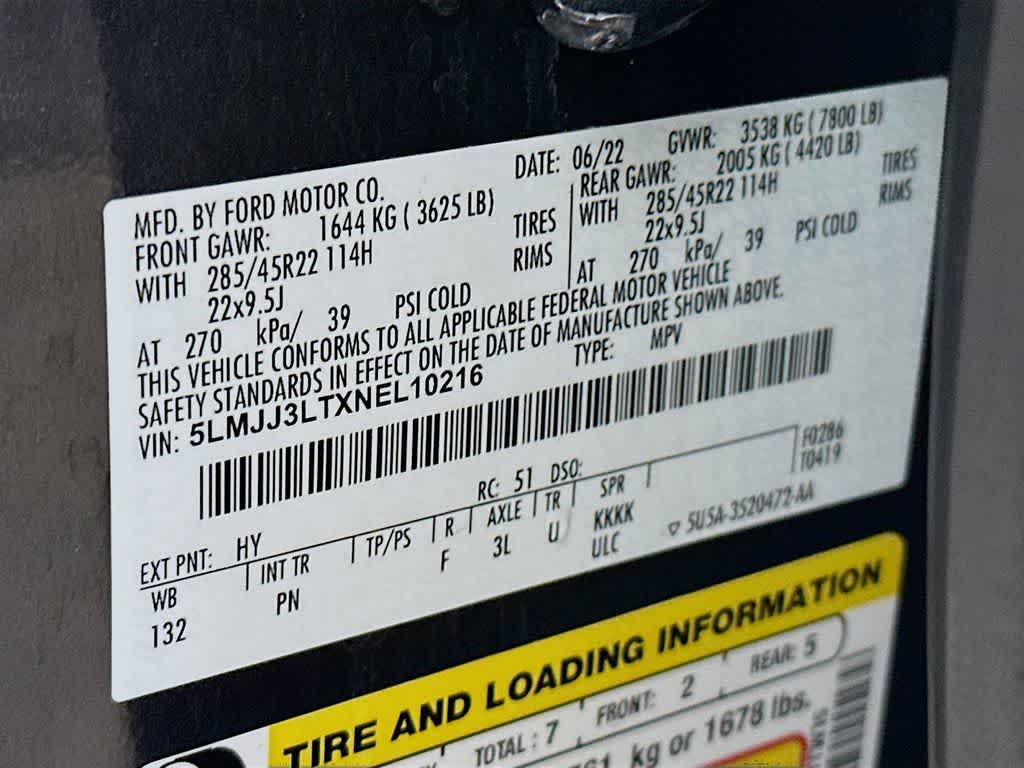 MFD. BY FORD MOTOR CO.
DATE: 06/22 GVWR: 3538 KG ( 7800 LB)
FRONT GAWR: 1644 KG ( 3625 LB)
WITH 285/45R22 114H TIRES
22x9.5J RIMS
AT 270 kPa/ 39 PSI COLD
REAR GAWR: 2005 KG ( 4420 LB)
WITH 285/45R22 114H TIRES
22x9.5J RIMS
AT 270 kPa/ 39 PSI COLD
THIS VEHICLE CONFORMS TO ALL APPLICABLE FEDERAL MOTOR VEHICLE
SAFETY STANDARDS IN EFFECT ON THE DATE OF MANUFACTURE SHOWN ABOVE.
VIN: 5LMJJ3LTXNEL10216 TYPE: MPV
F0286
T0419
EXT PNT: HY RC: 51 DSO:
WB INT TR TP/PS R AXLE TR SPR
132 PN F 3L U KKKK
ULC
▽ 5U5A-3520472-AA
TIRE AND LOADING INFORMATION
TOTAL : 7 FRONT: 2 REAR: 5
kg or 1678 lbs.